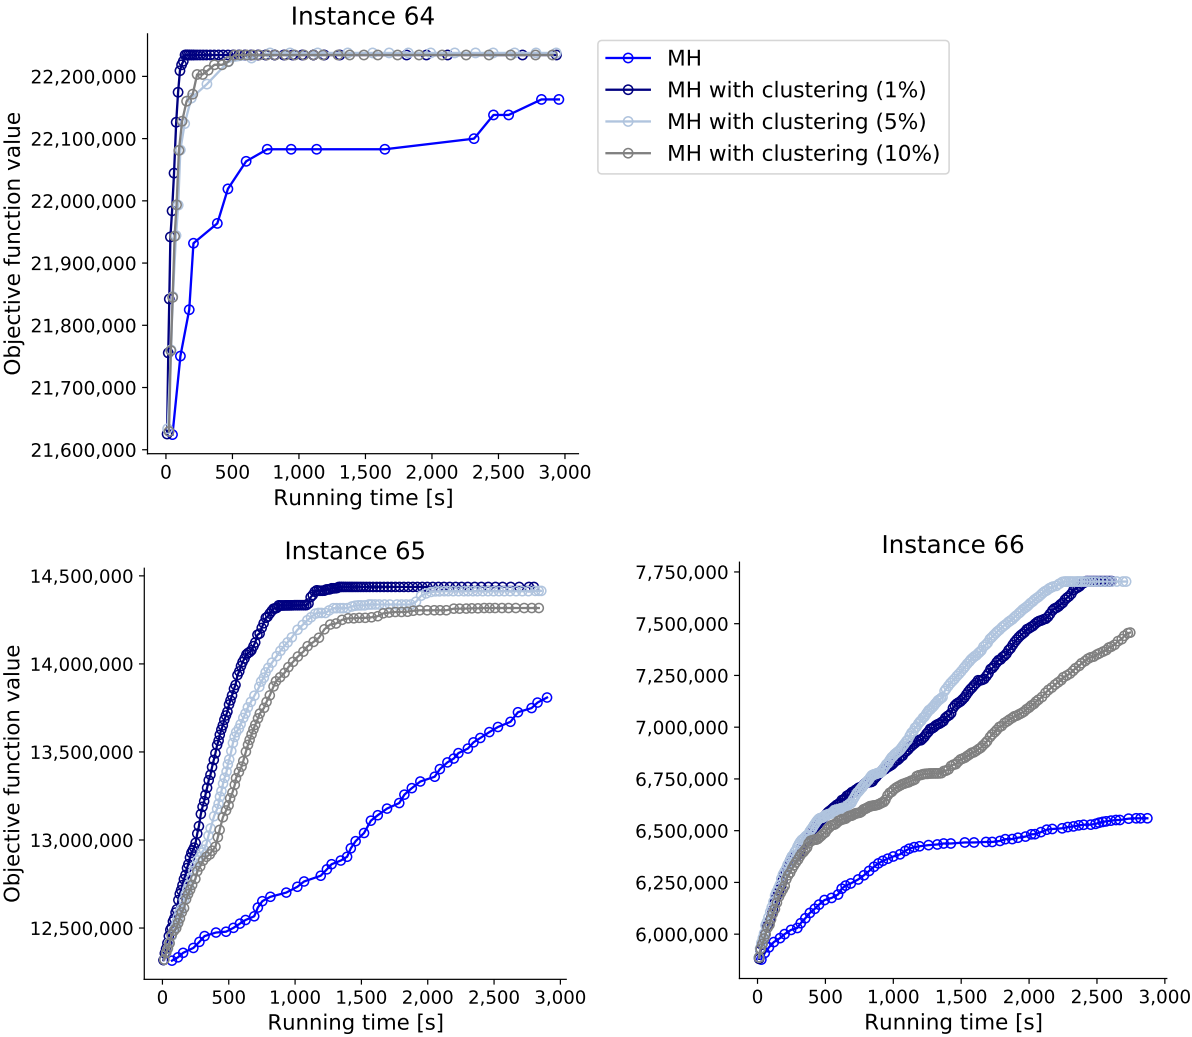 Instance 64
Objective function value
22,200,000
22,100,000
22,000,000
21,900,000
21,800,000
21,700,000
21,600,000
0 500 1,000 1,500 2,000 2,500 3,000
Running time [s]
MH
MH with clustering (1%)
MH with clustering (5%)
MH with clustering (10%)
Instance 65
Objective function value
14,500,000
14,000,000
13,500,000
13,000,000
12,500,000
0 500 1,000 1,500 2,000 2,500 3,000
Running time [s]
Instance 66
7,750,000
7,500,000
7,250,000
7,000,000
6,750,000
6,500,000
6,250,000
6,000,000
0 500 1,000 1,500 2,000 2,500 3,000
Running time [s]